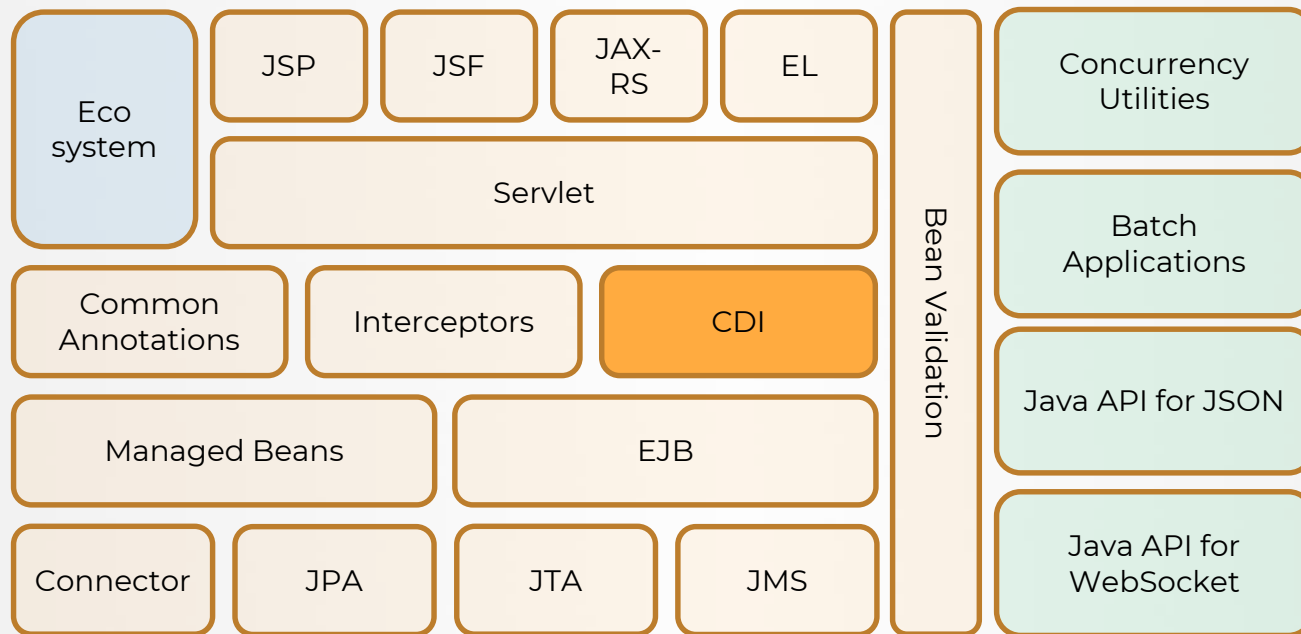 Eco
system
JSP
JSF
JAX-
RS
EL
Servlet
Common
Annotations
Interceptors
CDI
Managed Beans
EJB
Connector
JPA
JTA
JMS
Bean Validation
Concurrency
Utilities
Batch
Applications
Java API for JSON
Java API for
WebSocket